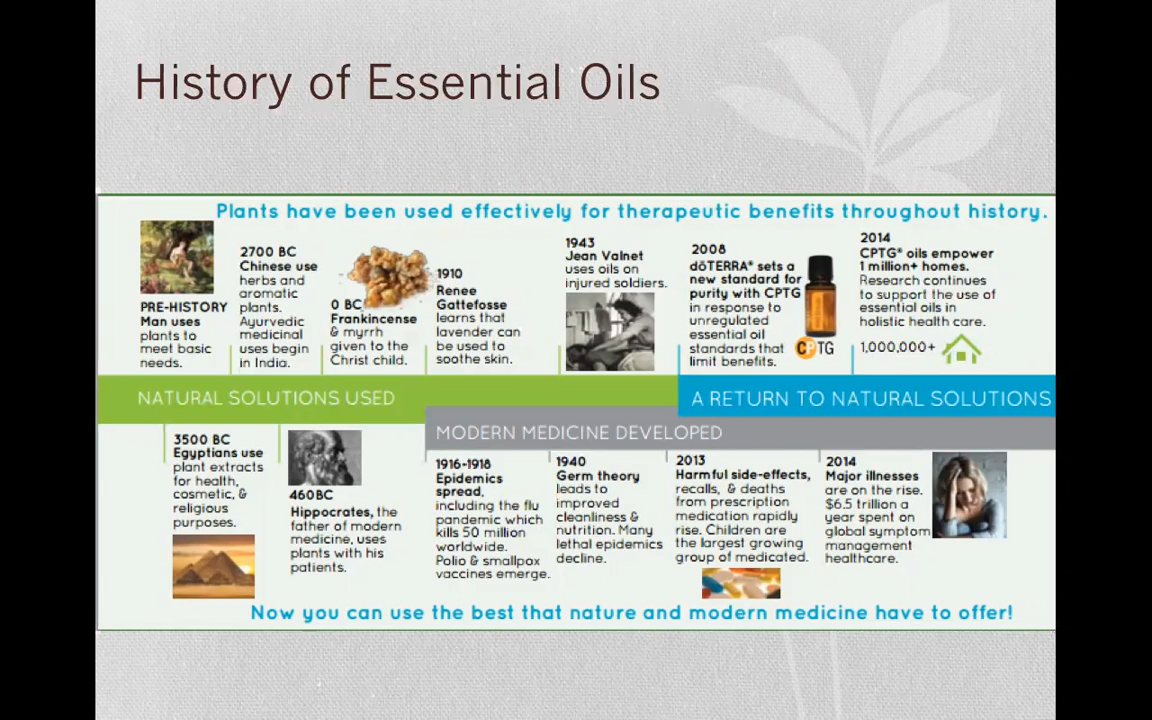 History of Essential Oils
Plants have been used effectively for therapeutic benefits throughout history.
PRE-HISTORY
Man uses
plants to
meet basic
needs.
2700 BC
Chinese use
herbs and
aromatic
plants.
Ayurvedic
medicinal
uses begin
in India.
0 BC
Frankincense
& myrrh
given to the
Christ child.
1910
Renee
Gattefosse
learns that
lavender can
be used to
soothe skin.
1943
Jean Valnet
uses oils on
injured soldiers.
2008
dōTERRA® sets a
new standard for
purity with CPTG
in response to
unregulated
essential oil
standards that
limit benefits.
CPTG
2014
CPTG® oils empower
1 million+ homes.
Research continues
to support the use of
essential oils in
holistic health care.
1,000,000+
NATURAL SOLUTIONS USED
A RETURN TO NATURAL SOLUTIONS
MODERN MEDICINE DEVELOPED
3500 BC
Egyptians use
plant extracts
for health,
cosmetic, &
religious
purposes.
460BC
Hippocrates, the
father of modern
medicine, uses
plants with his
patients.
1916-1918
Epidemics
spread,
including the flu
pandemic which
kills 50 million
worldwide.
Polio & smallpox
vaccines emerge.
1940
Germ theory
leads to
improved
cleanliness &
nutrition. Many
lethal epidemics
decline.
2013
Harmful side-effects,
recalls, & deaths
from prescription
medication rapidly
rise. Children are
the largest growing
group of medicated.
2014
Major illnesses
are on the rise.
$6.5 trillion a
year spent on
global symptom
management
healthcare.
Now you can use the best that nature and modern medicine have to offer!